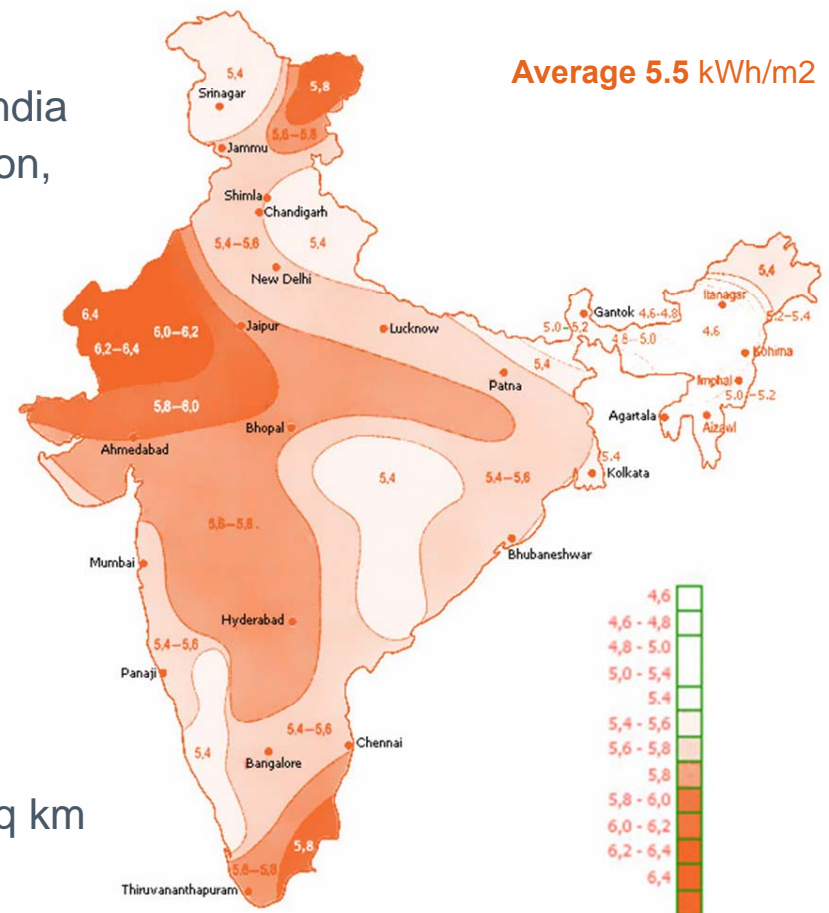 Average 5.5 kWh/m2
ndia
on,
q km
5,4
Srinagar
5,8
5,6–5,8
Jammu
Shimla
Chandigarh
5,4–5,6
5,4
New Delhi
6,4
6,0–6,2
6,2–6,4
Jaipur
Lucknow
5,8–6,0
Ahmedabad
Bhopal
Patna
5,4
5.0–5,2
Gantok
4.6-4.8
4,8–5.0
5,4
Itanagar
5,2–5.4
4.6
Kohima
Imphal
5.0–5.2
Agartala
Aizawl
5.4
Kolkata
5,4
5,4–5,6
Bhubaneshwar
5,6–5,8.
Mumbai
Hyderabad
5,4–5,6
Panaji
5,4
5,4–5,6
Chennai
Bangalore
5,8
5,6–5,8
Thiruvananthapuram
4,6
4,6 - 4,8
4,8 - 5.0
5,0 - 5,4
5.4
5,4 - 5,6
5,6 - 5,8
5,8
5,8 - 6,0
6,0 - 6,2
6,2 - 6,4
6,4